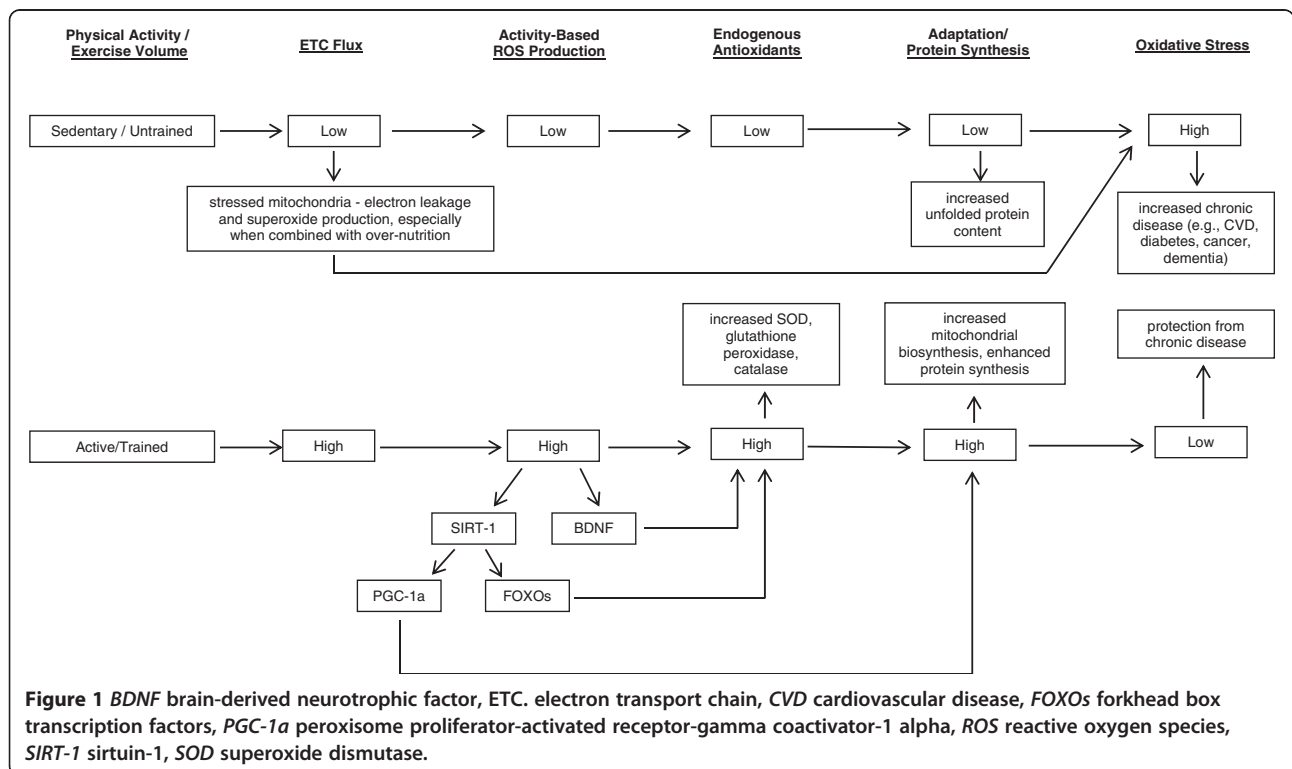 Physical Activity /
Exercise Volume
ETC Flux
Activity-Based
ROS Production
Endogenous
Antioxidants
Adaptation/
Protein Synthesis
Oxidative Stress
Sedentary / Untrained
Low
Low
Low
Low
High
stressed mitochondria - electron leakage
and superoxide production, especially
when combined with over-nutrition
increased
unfolded protein
content
increased chronic
disease (e.g., CVD,
diabetes, cancer,
dementia)
increased SOD,
glutathione
peroxidase,
catalase
increased
mitochondrial
biosynthesis, enhanced
protein synthesis
protection from
chronic disease
Active/Trained
High
High
High
High
Low
SIRT-1
BDNF
PGC-1a
FOXOs
Figure 1 BDNF brain-derived neurotrophic factor, ETC. electron transport chain, CVD cardiovascular disease, FOXOs forkhead box
transcription factors, PGC-1a peroxisome proliferator-activated receptor-gamma coactivator-1 alpha, ROS reactive oxygen species,
SIRT-1 sirtuin-1, SOD superoxide dismutase.